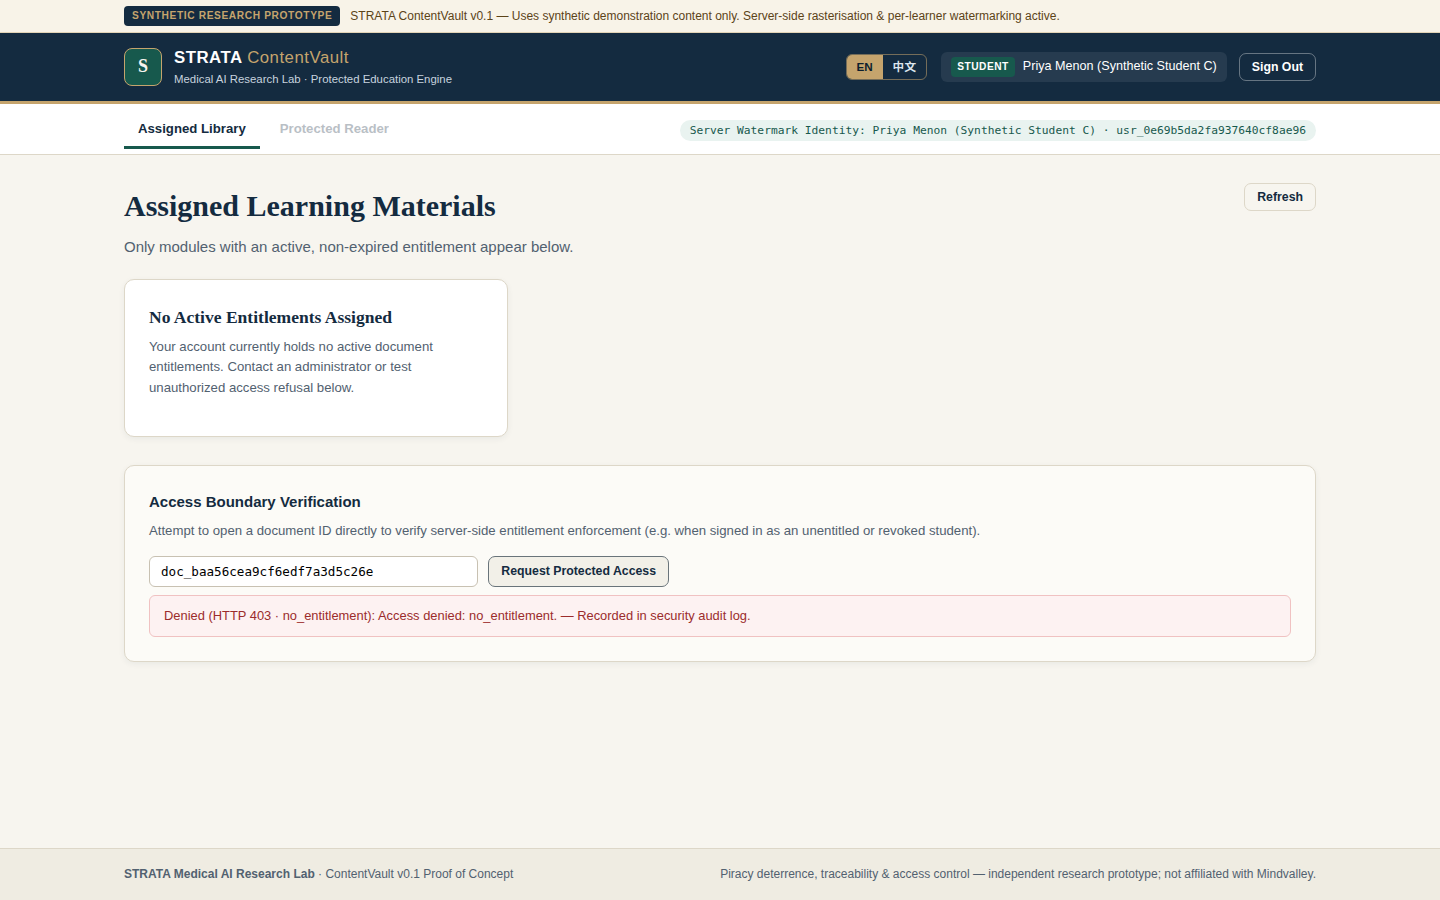 SYNTHETIC RESEARCH PROTOTYPE STRATA ContentVault v0.1 — Uses synthetic demonstration content only. Server-side rasterisation & per-learner watermarking active.
S
STRATA ContentVault
Medical AI Research Lab · Protected Education Engine
EN 中文 STUDENT Priya Menon (Synthetic Student C) Sign Out
Assigned Library Protected Reader Server Watermark Identity: Priya Menon (Synthetic Student C) · usr_0e69b5da2fa937640cf8ae96
Assigned Learning Materials
Refresh
Only modules with an active, non-expired entitlement appear below.
No Active Entitlements Assigned
Your account currently holds no active document
entitlements. Contact an administrator or test
unauthorized access refusal below.
Access Boundary Verification
Attempt to open a document ID directly to verify server-side entitlement enforcement (e.g. when signed in as an unentitled or revoked student).
doc_baa56cea9cf6edf7a3d5c26e Request Protected Access
Denied (HTTP 403 · no_entitlement): Access denied: no_entitlement. — Recorded in security audit log.
STRATA Medical AI Research Lab · ContentVault v0.1 Proof of Concept
Piracy deterrence, traceability & access control — independent research prototype; not affiliated with Mindvalley.